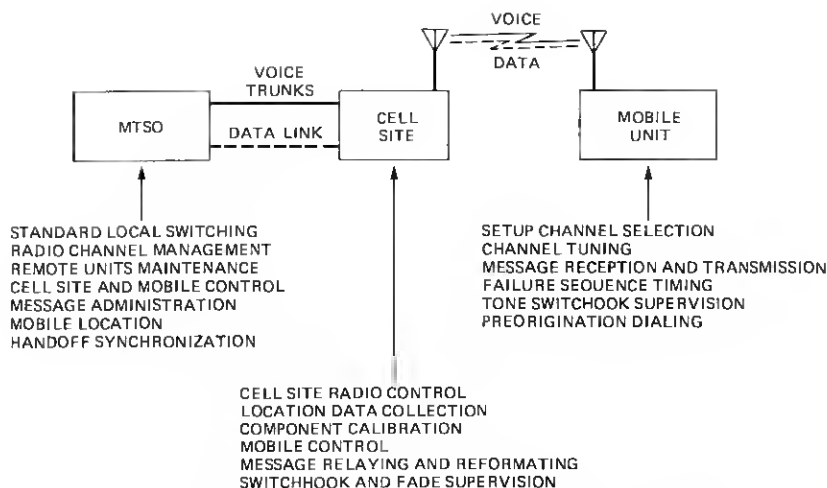 VOICE
DATA
VOICE
TRUNKS
DATA LINK
MTSO
CELL
SITE
MOBILE
UNIT
STANDARD LOCAL SWITCHING
RADIO CHANNEL MANAGEMENT
REMOTE UNITS MAINTENANCE
CELL SITE AND MOBILE CONTROL
MESSAGE ADMINISTRATION
MOBILE LOCATION
HANDOFF SYNCHRONIZATION
SETUP CHANNEL SELECTION
CHANNEL TUNING
MESSAGE RECEPTION AND TRANSMISSION
FAILURE SEQUENCE TIMING
TONE SWITCHOOK SUPERVISION
PREORIGINATION DIALING
CELL SITE RADIO CONTROL
LOCATION DATA COLLECTION
COMPONENT CALIBRATION
MOBILE CONTROL
MESSAGE RELAYING AND REFORMATING
SWITCHHOOK AND FADE SUPERVISION